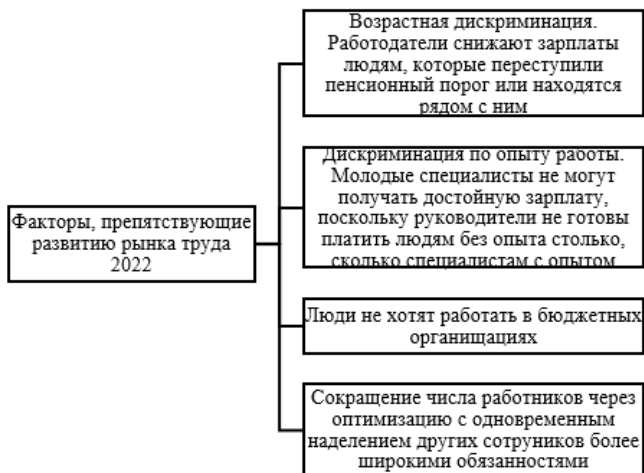 Возрастная дискриминация.
Работодатели снижают зарплаты
людям, которые переступили
пенсионный порог или находятся
рядом с ним
Дискриминация по опыту работы.
Молодые специалисты не могут
получать достойную зарплату,
поскольку руководители не готовы
платить людям без опыта столько,
сколько специалистам с опытом
Факторы, препятствующие
развитию рынка труда
2022
Люди не хотят работать в бюджетных
органищациях
Сокращение числа работников через
оптимизацию с одновременным
наделением других сотруников более
широкими обязанностями